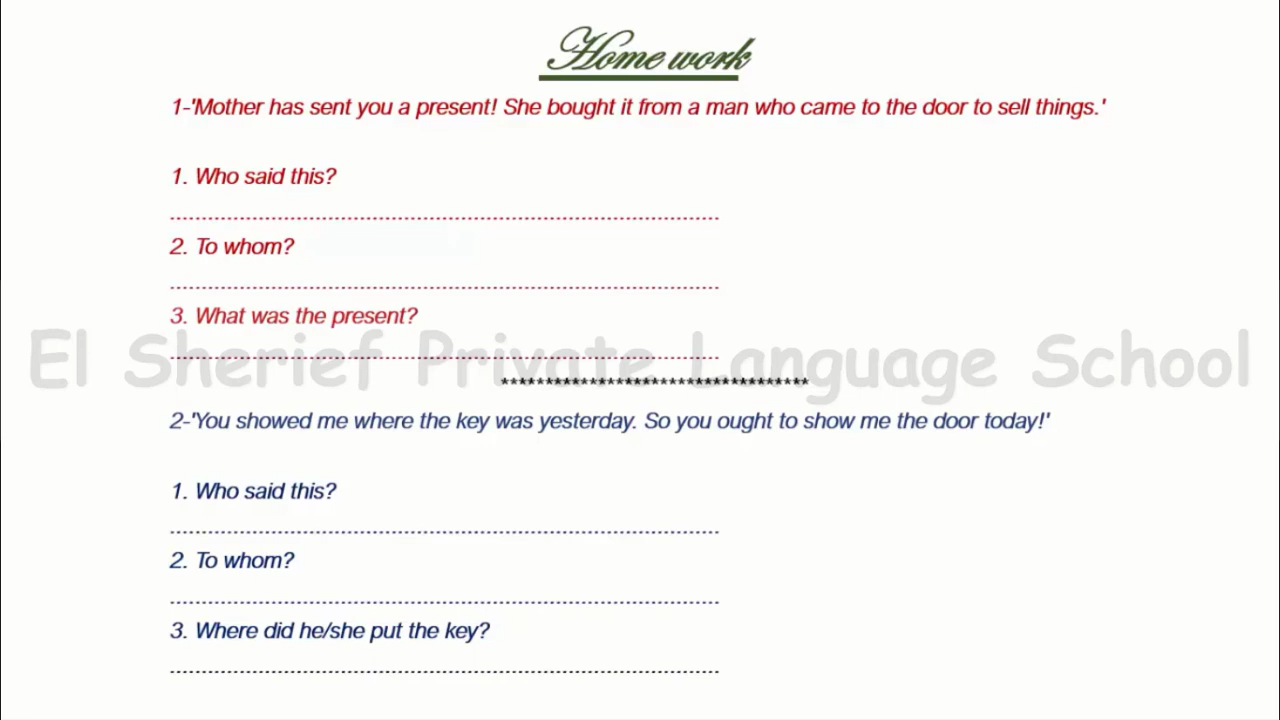 Home work
1-'Mother has sent you a present! She bought it from a man who came to the door to sell things.'
1. Who said this?
................................................................................
2. To whom?
................................................................................
3. What was the present?
................................................................................
El Sherief Private Language School
***********************************
2-'You showed me where the key was yesterday. So you ought to show me the door today!'
1. Who said this?
................................................................................
2. To whom?
................................................................................
3. Where did he/she put the key?
................................................................................